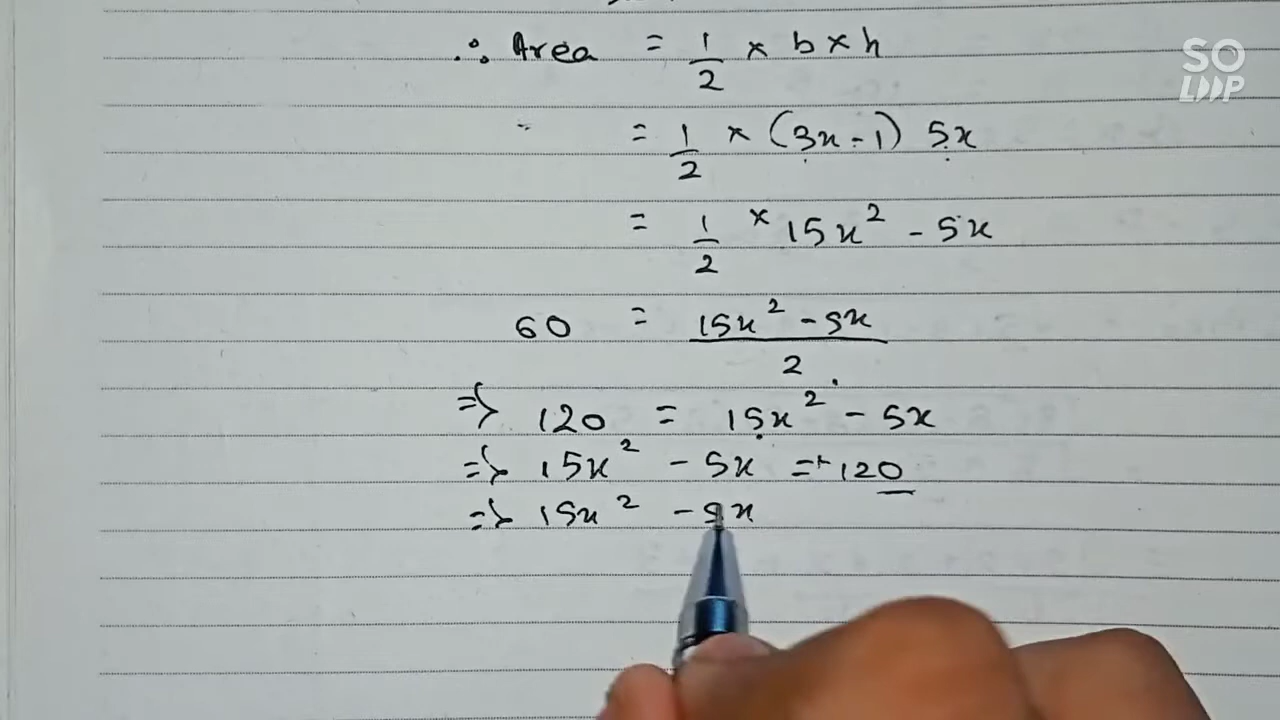 ∴ Area = 1/2 × b × h
= 1/2 × (3x - 1) 5x
= 1/2 × 15x² - 5x
60 = 15x² - 5x / 2
⇒ 120 = 15x² - 5x
⇒ 15x² - 5x = + 120
⇒ 15x² - 5x
SO
LOOP